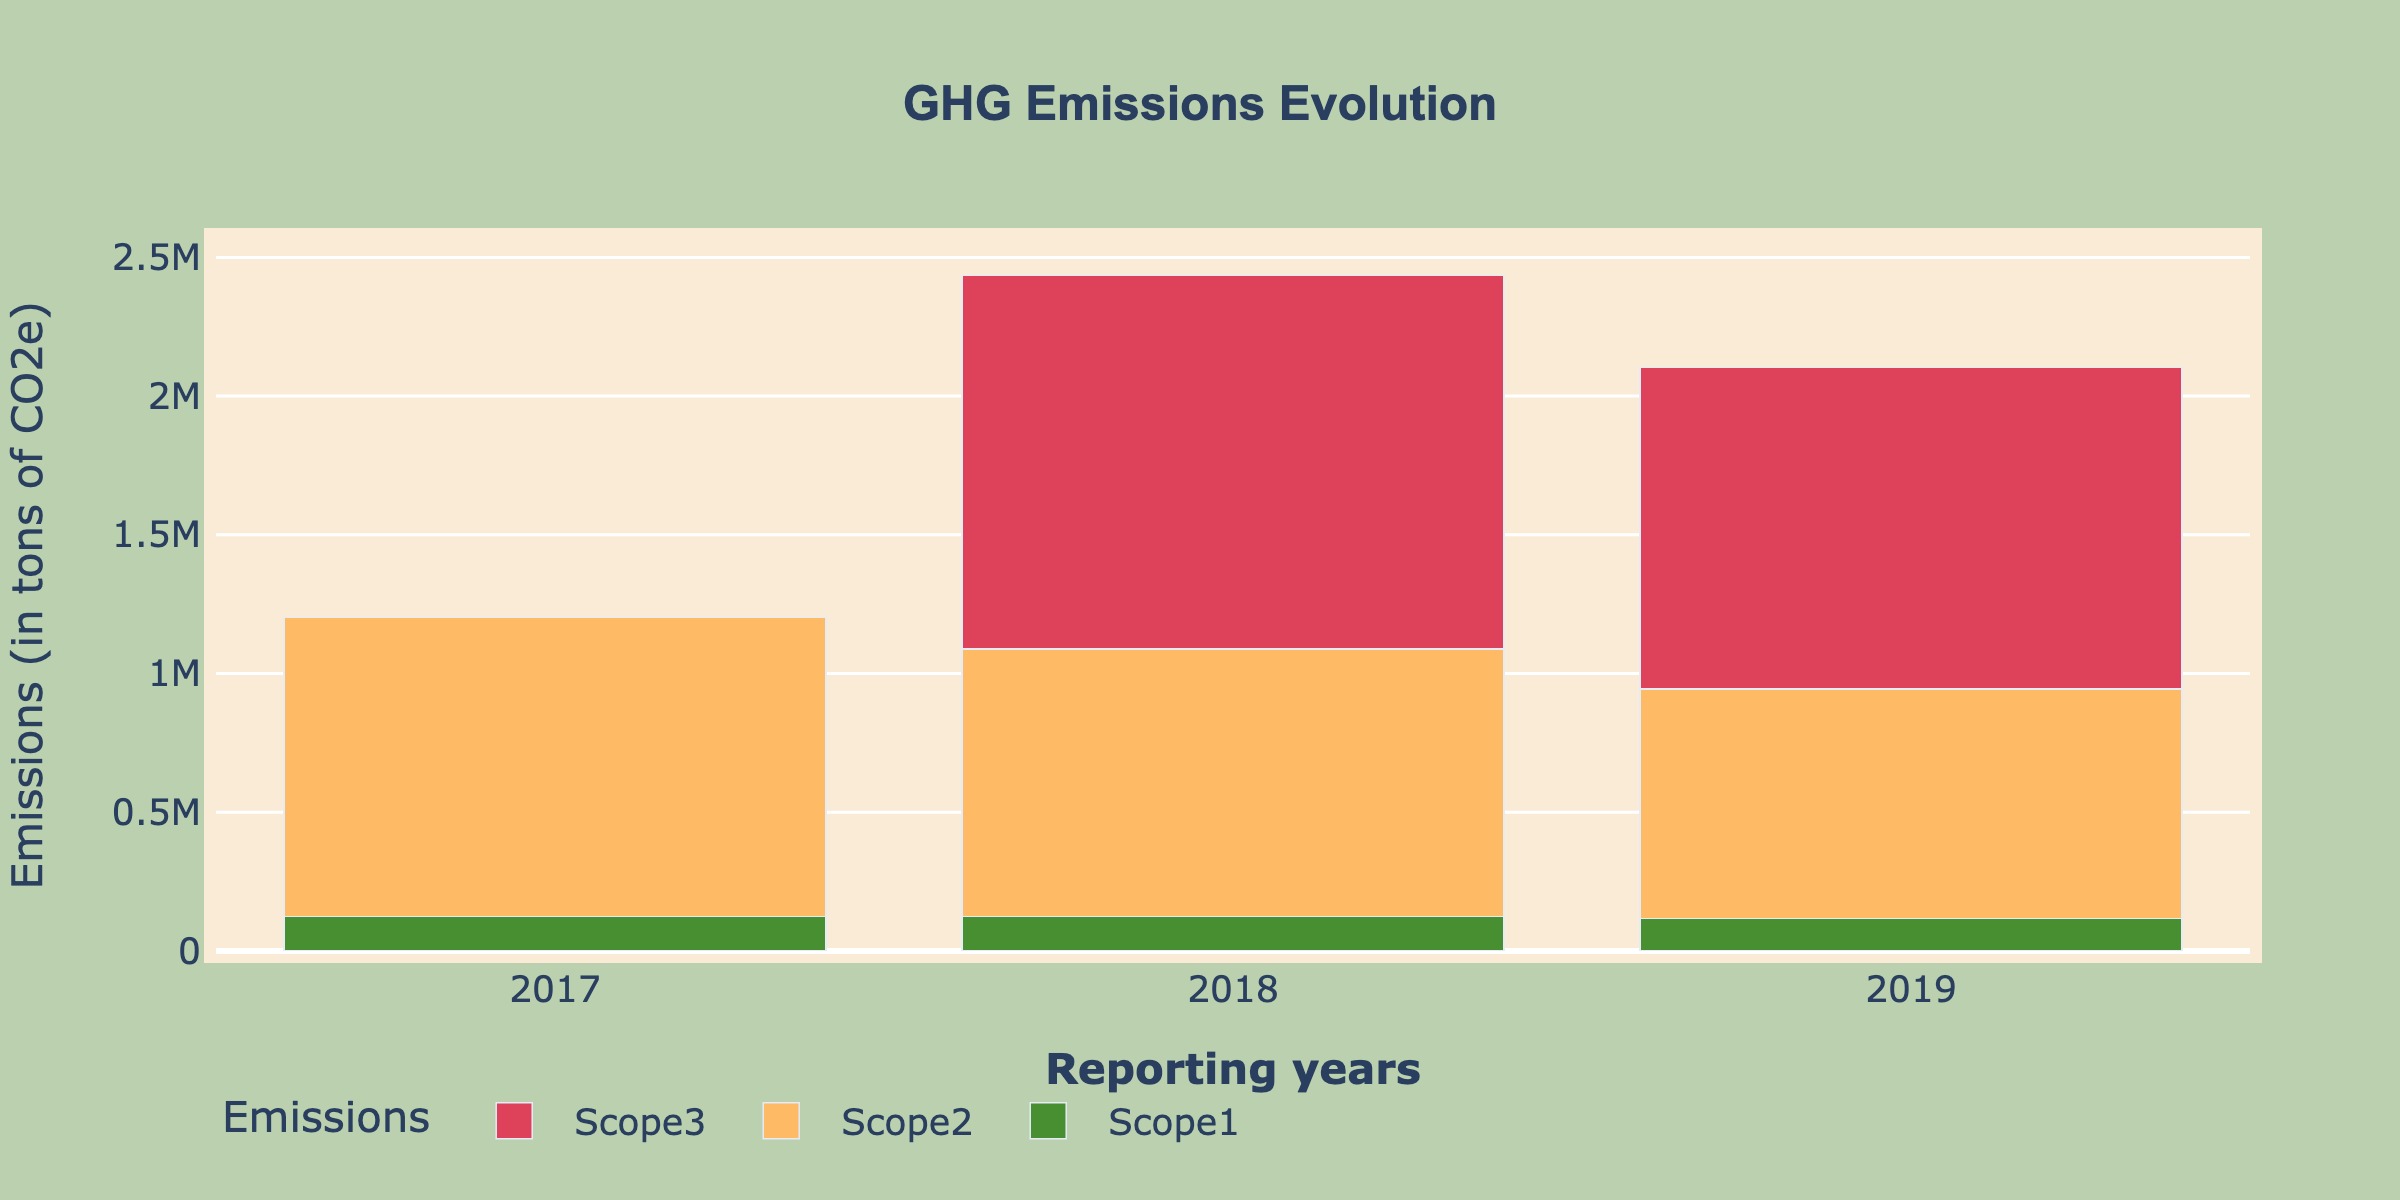 GHG Emissions Evolution
Emissions (in tons of CO2e)
2.5M
2M
1.5M
1M
0.5M
0
2017 2018 2019
Reporting years
Emissions Scope3 Scope2 Scope1